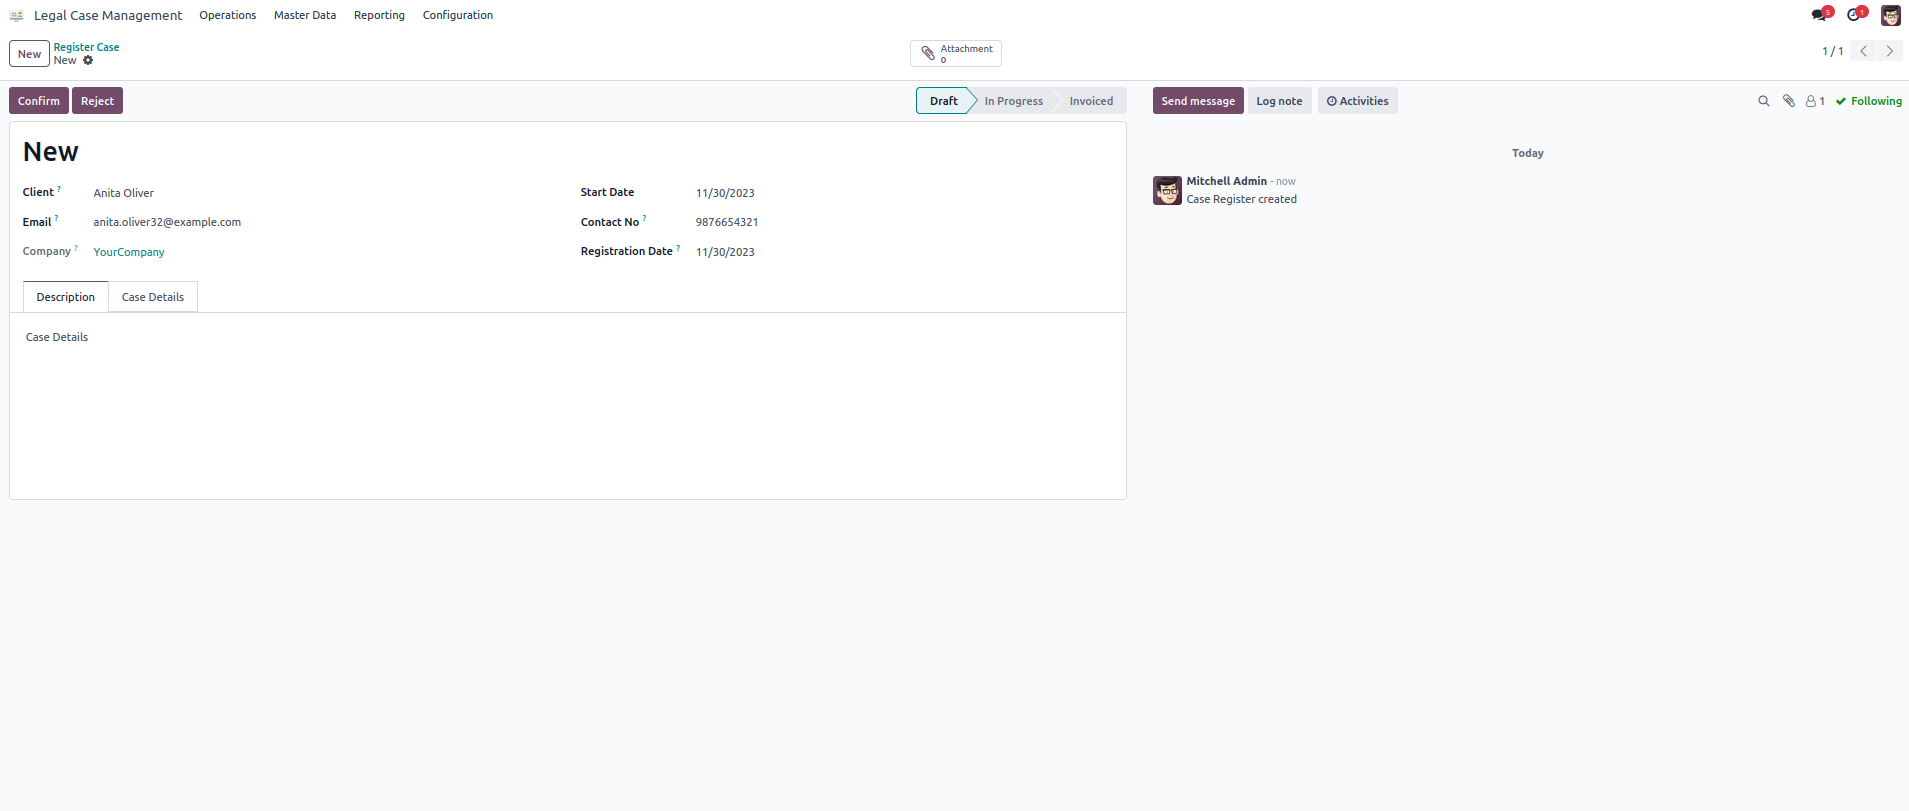 Legal Case Management Operations Master Data Reporting Configuration 5 1
New Register Case Attachment 1 / 1
New 0
Confirm Reject Draft In Progress Invoiced Send message Log note Activities 1 Following
New
Today
Client ? Anita Oliver Start Date 11/30/2023
Mitchell Admin - now
Case Register created
Email ? anita.oliver32@example.com Contact No ? 9876654321
Company ? YourCompany Registration Date ? 11/30/2023
Description Case Details
Case Details